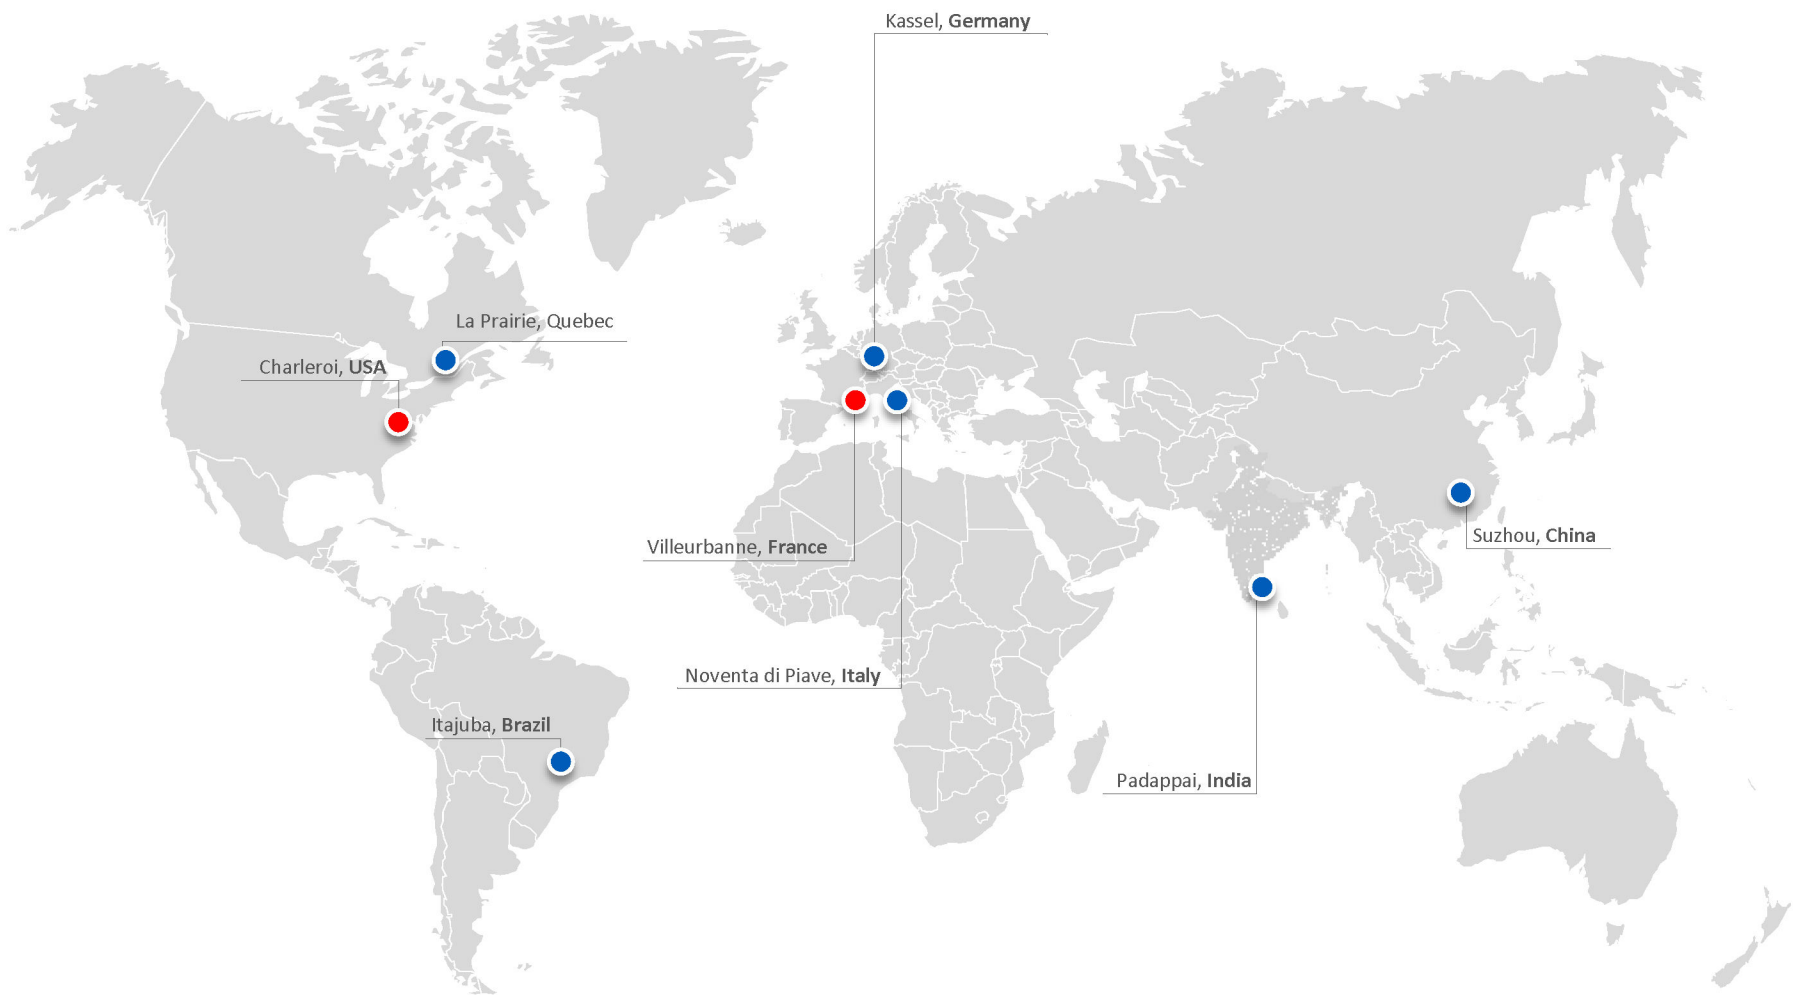 Kassel, Germany
La Prairie, Quebec
Charleroi, USA
Suzhou, China
Villeurbanne, France
Noventa di Piave, Italy
Itajuba, Brazil
Padappai, India